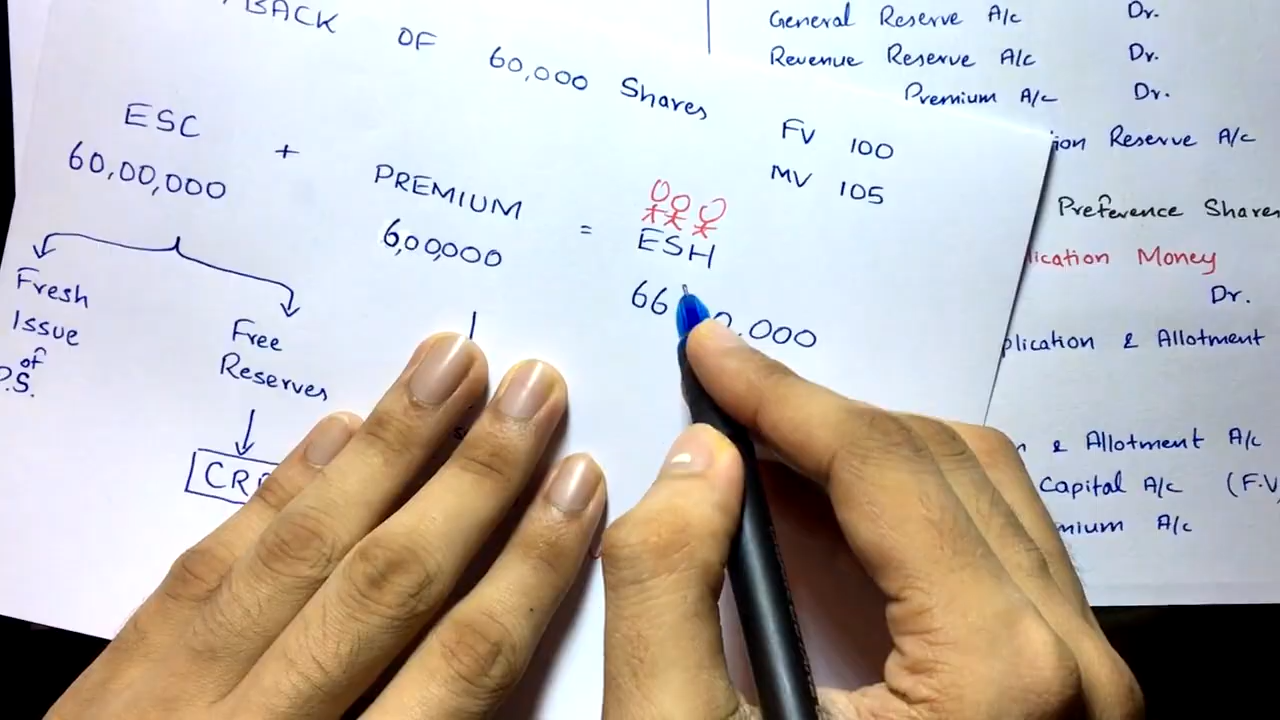 BACK OF 60,000 Shares
ESC + PREMIUM = ESH
60,00,000 6,00,000 66 0,000
FV 100
MV 105
Fresh
Issue
of
P.S.
Free
Reserves
General Reserve A/c Dr.
Revenue Reserve A/c Dr.
Premium A/c Dr.
Reserve A/c
Preference
Money
Dr.
& Allotment
& Allotment A/c
Capital A/c (F.V
A/c